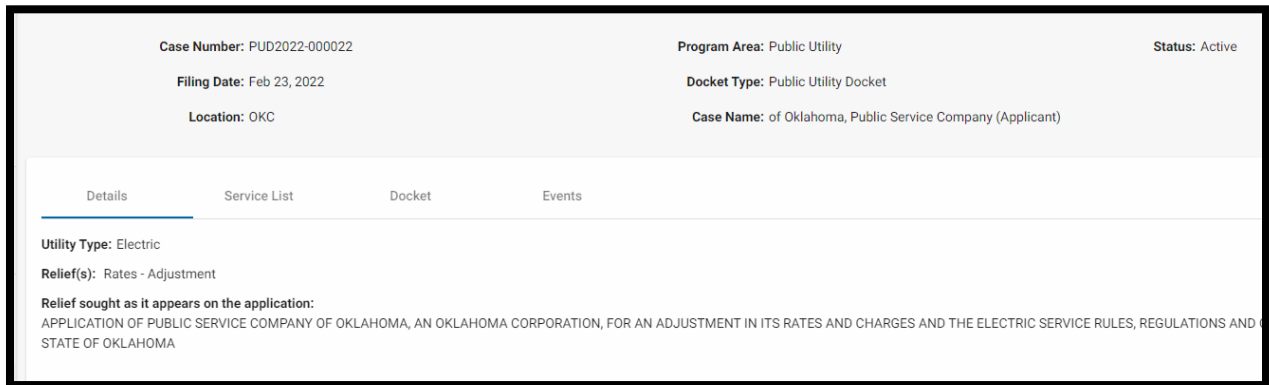 Case Number: PUD2022-000022 Program Area: Public Utility Status: Active
Filing Date: Feb 23, 2022 Docket Type: Public Utility Docket
Location: OKC Case Name: of Oklahoma, Public Service Company (Applicant)
Details Service List Docket Events
Utility Type: Electric
Relief(s): Rates - Adjustment
Relief sought as it appears on the application:
APPLICATION OF PUBLIC SERVICE COMPANY OF OKLAHOMA, AN OKLAHOMA CORPORATION, FOR AN ADJUSTMENT IN ITS RATES AND CHARGES AND THE ELECTRIC SERVICE RULES, REGULATIONS AND
STATE OF OKLAHOMA